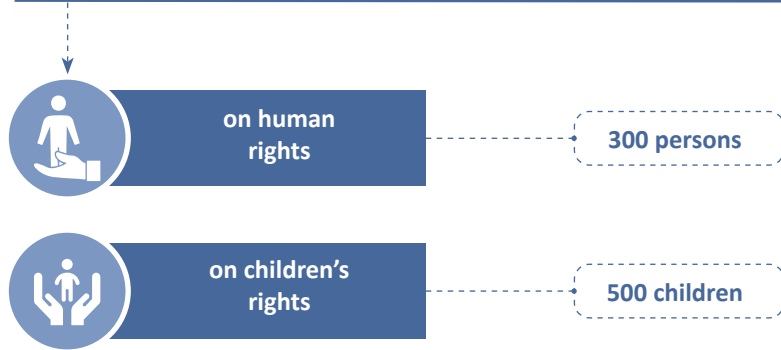 on human
rights
300 persons
on children’s
rights
500 children